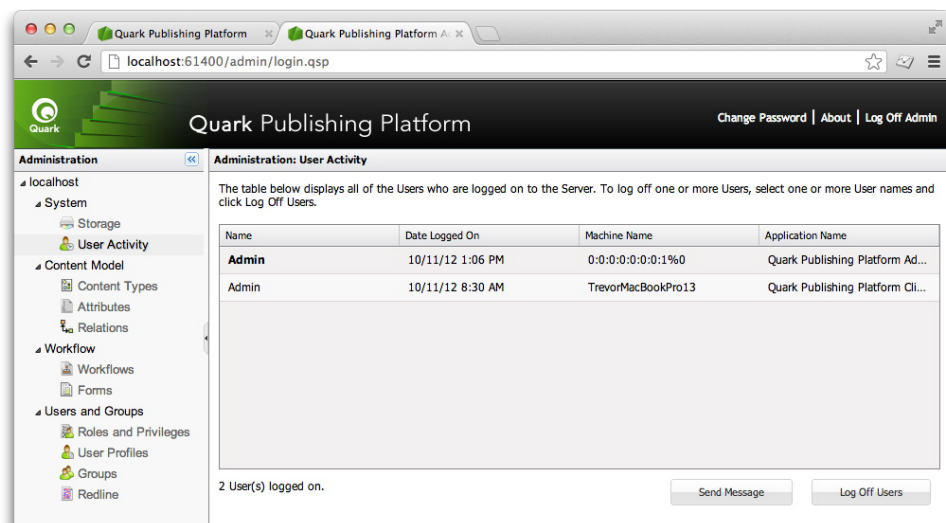 Quark Publishing Platform
Quark Publishing Platform Ac
localhost:61400/admin/login.qsp
Quark
Quark Publishing Platform
Change Password | About | Log Off Admin
Administration
Administration: User Activity
localhost
System
Storage
User Activity
Content Model
Content Types
Attributes
Relations
Workflow
Workflows
Forms
Users and Groups
Roles and Privileges
User Profiles
Groups
Redline
The table below displays all of the Users who are logged on to the Server. To log off one or more Users, select one or more User names and
click Log Off Users.
Name Date Logged On Machine Name Application Name
Admin 10/11/12 1:06 PM 0:0:0:0:0:0:0:1%0 Quark Publishing Platform Ad...
Admin 10/11/12 8:30 AM TrevorMacBookPro13 Quark Publishing Platform Cli...
2 User(s) logged on.
Send Message
Log Off Users